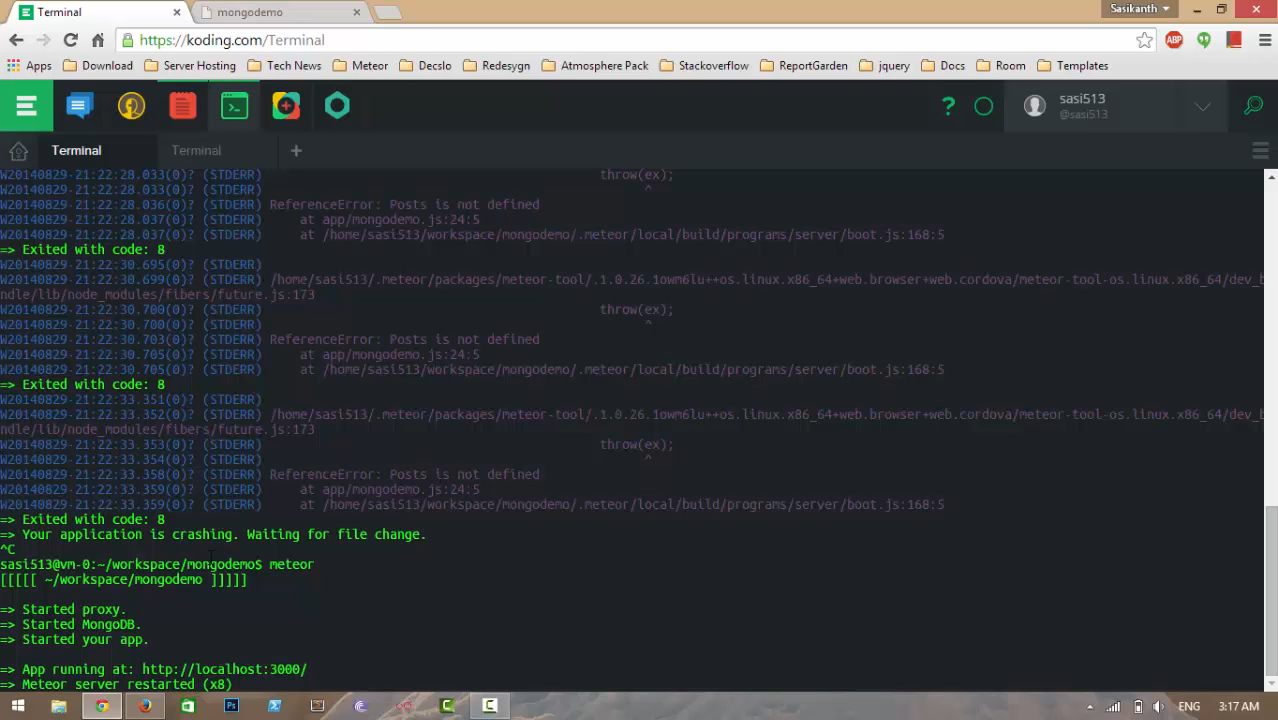 Terminal
mongodemo
Sasikanth
https://koding.com/Terminal
ABP
Apps Download Server Hosting Tech News Meteor Decslo Redesygn Atmosphere Pack Stackoverflow ReportGarden jquery Docs Room Templates
sasi513
@sasi513
Terminal Terminal +
W20140829-21:22:28.033(0)? (STDERR) throw(ex);
W20140829-21:22:28.033(0)? (STDERR) ^
W20140829-21:22:28.036(0)? (STDERR) ReferenceError: Posts is not defined
W20140829-21:22:28.037(0)? (STDERR) at app/mongodemo.js:24:5
W20140829-21:22:28.037(0)? (STDERR) at /home/sasi513/workspace/mongodemo/.meteor/local/build/programs/server/boot.js:168:5
=> Exited with code: 8
W20140829-21:22:30.695(0)? (STDERR)
W20140829-21:22:30.699(0)? (STDERR) /home/sasi513/.meteor/packages/meteor-tool/.1.0.26.1owm6lu++os.linux.x86_64+web.browser+web.cordova/meteor-tool-os.linux.x86_64/dev_b
ndle/lib/node_modules/fibers/future.js:173
W20140829-21:22:30.700(0)? (STDERR) throw(ex);
W20140829-21:22:30.700(0)? (STDERR) ^
W20140829-21:22:30.703(0)? (STDERR) ReferenceError: Posts is not defined
W20140829-21:22:30.705(0)? (STDERR) at app/mongodemo.js:24:5
W20140829-21:22:30.705(0)? (STDERR) at /home/sasi513/workspace/mongodemo/.meteor/local/build/programs/server/boot.js:168:5
=> Exited with code: 8
W20140829-21:22:33.351(0)? (STDERR)
W20140829-21:22:33.352(0)? (STDERR) /home/sasi513/.meteor/packages/meteor-tool/.1.0.26.1owm6lu++os.linux.x86_64+web.browser+web.cordova/meteor-tool-os.linux.x86_64/dev_b
ndle/lib/node_modules/fibers/future.js:173
W20140829-21:22:33.353(0)? (STDERR) throw(ex);
W20140829-21:22:33.354(0)? (STDERR) ^
W20140829-21:22:33.358(0)? (STDERR) ReferenceError: Posts is not defined
W20140829-21:22:33.359(0)? (STDERR) at app/mongodemo.js:24:5
W20140829-21:22:33.359(0)? (STDERR) at /home/sasi513/workspace/mongodemo/.meteor/local/build/programs/server/boot.js:168:5
=> Exited with code: 8
=> Your application is crashing. Waiting for file change.
^C
sasi513@vm-0:~/workspace/mongodemo$ meteor
[[[[[ ~/workspace/mongodemo ]]]]]
=> Started proxy.
=> Started MongoDB.
=> Started your app.
=> App running at: http://localhost:3000/
=> Meteor server restarted (x8)
ENG 3:17 AM